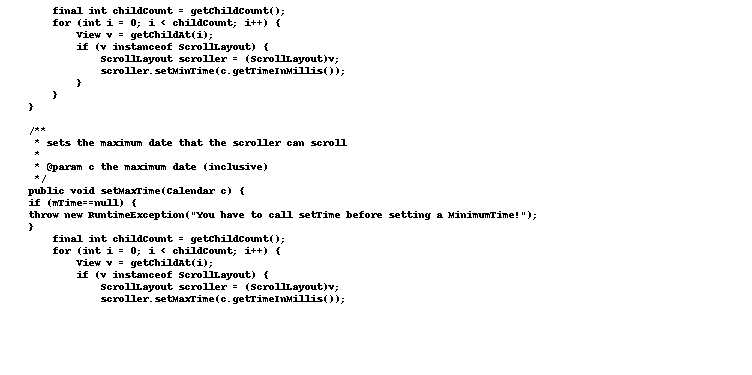 final int childCount = getChildCount();
for (int i = 0; i < childCount; i++) {
View v = getChildAt(i);
if (v instanceof ScrollLayout) {
ScrollLayout scroller = (ScrollLayout)v;
scroller.setMinTime(c.getTimeInMillis());
}
}
}
/**
* sets the maximum date that the scroller can scroll
*
* @param c the maximum date (inclusive)
*/
public void setMaxTime(Calendar c) {
if (mTime==null) {
throw new RuntimeException("You have to call setTime before setting a MinimumTime!");
}
final int childCount = getChildCount();
for (int i = 0; i < childCount; i++) {
View v = getChildAt(i);
if (v instanceof ScrollLayout) {
ScrollLayout scroller = (ScrollLayout)v;
scroller.setMaxTime(c.getTimeInMillis());